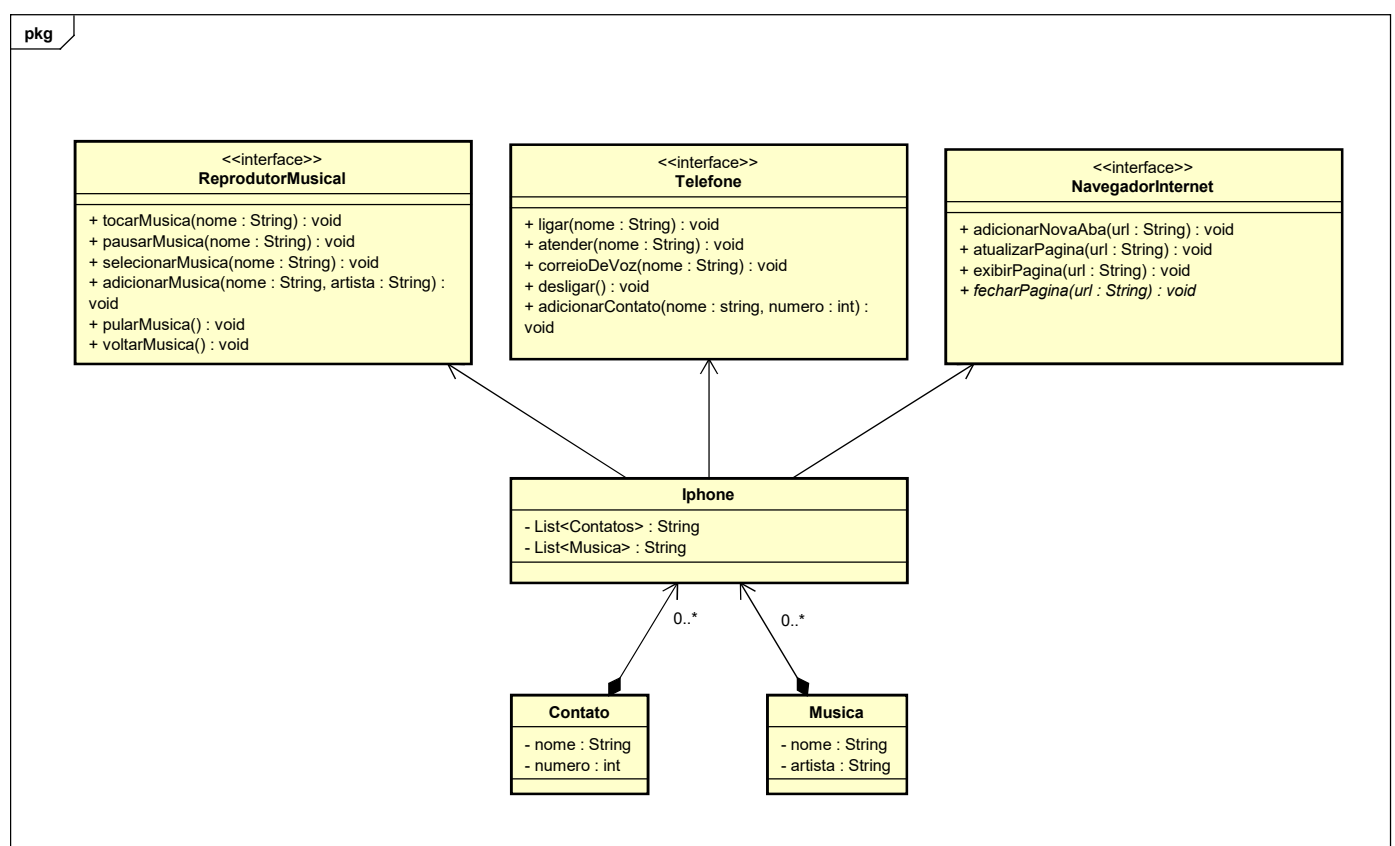 pkg
<<interface>>
ReprodutorMusical
+ tocarMusica(nome : String) : void
+ pausarMusica(nome : String) : void
+ selecionarMusica(nome : String) : void
+ adicionarMusica(nome : String, artista : String) :
void
+ pularMusica() : void
+ voltarMusica() : void
<<interface>>
Telefone
+ ligar(nome : String) : void
+ atender(nome : String) : void
+ correioDeVoz(nome : String) : void
+ desligar() : void
+ adicionarContato(nome : string, numero : int) :
void
<<interface>>
NavegadorInternet
+ adicionarNovaAba(url : String) : void
+ atualizarPagina(url : String) : void
+ exibirPagina(url : String) : void
+ fecharPagina(url : String) : void
Iphone
- List<Contatos> : String
- List<Musica> : String
0..*
0..*
Contato
- nome : String
- numero : int
Musica
- nome : String
- artista : String